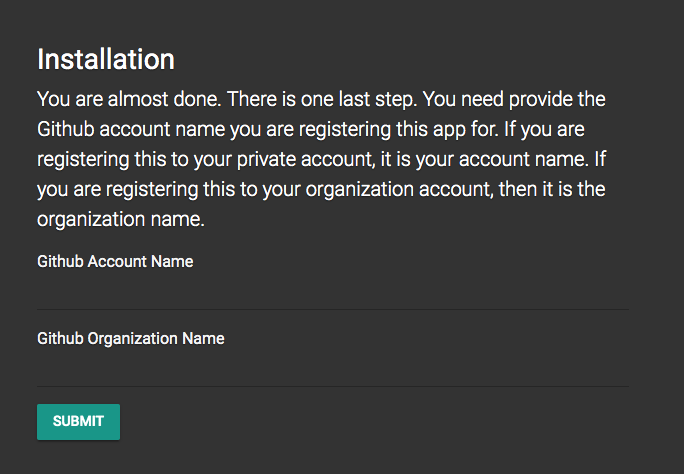 Installation
You are almost done. There is one last step. You need provide the
Github account name you are registering this app for. If you are
registering this to your private account, it is your account name. If
you are registering this to your organization account, then it is the
organization name.
Github Account Name
Github Organization Name
SUBMIT